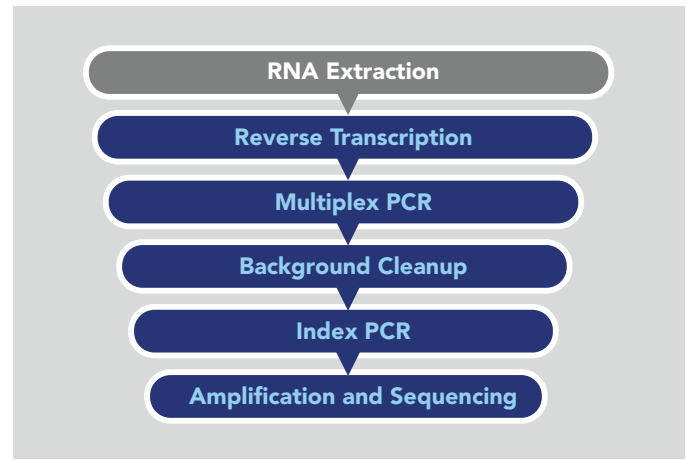 RNA Extraction
Reverse Transcription
Multiplex PCR
Background Cleanup
Index PCR
Amplification and Sequencing